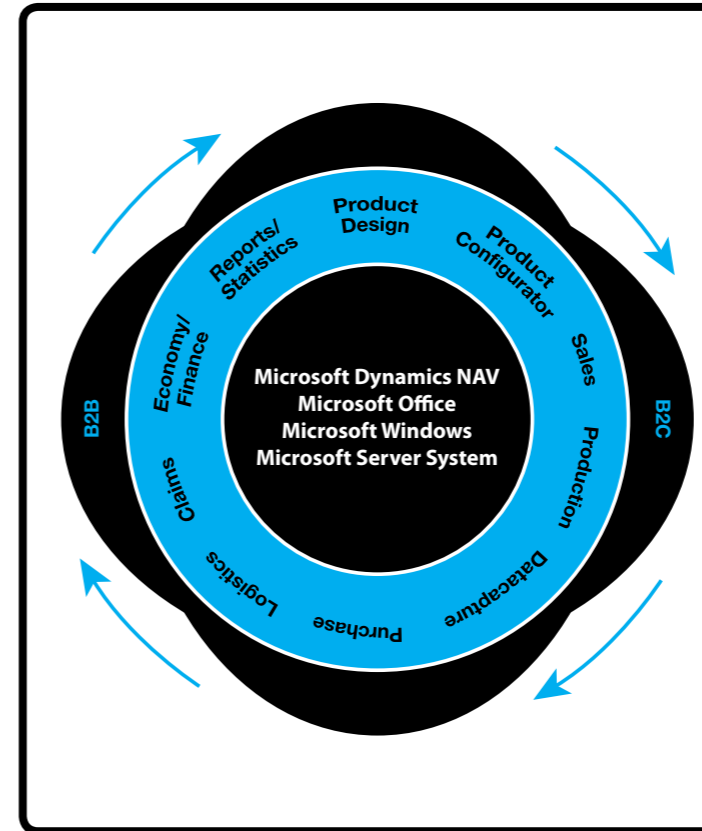 Product
Design
Product
Configurator
Sales
Production
Datacapture
Purchase
Logistics
Claims
Economy/
Finance
Reports/
Statistics
B2B
B2C
Microsoft Dynamics NAV
Microsoft Office
Microsoft Windows
Microsoft Server System